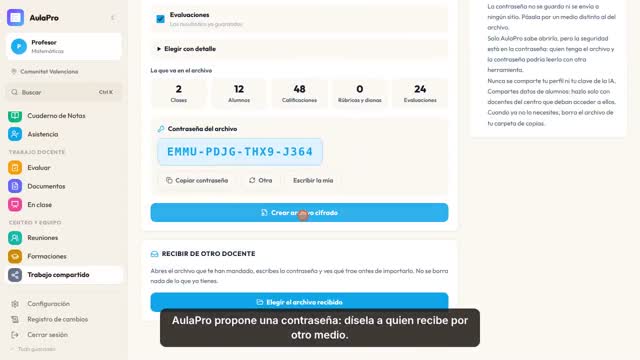 AulaPro
P
Profesor
Matemáticas
Comunitat Valenciana
Buscar
Ctrl K
Cuaderno de Notas
Asistencia
TRABAJO DOCENTE
Evaluar
Documentos
En clase
CENTRO Y EQUIPO
Reuniones
Formaciones
Trabajo compartido
Configuración
Registro de cambios
Cerrar sesión
Todo guardado
Evaluaciones
Elegir con detalle
Lo que va en el archivo
2
Clases
12
Alumnos
48
Calificaciones
0
Rúbricas y dianas
24
Evaluaciones
Contraseña del archivo
EMMU-PDJG-THX9-J364
Copiar contraseña
Otra
Escribir la mía
Crear archivo cifrado
RECIBIR DE OTRO DOCENTE
Abres el archivo que te han mandado, escribes la contraseña y ves qué trae antes de importarlo. No se borra
nada de lo que ya tienes.
Elegir el archivo recibido
La contraseña no se guarda ni se envía a
ningún sitio. Pásala por un medio distinto al del
archivo.
Solo AulaPro sabe abrirlo, pero la seguridad
está en la contraseña: quien tenga el archivo y
la contraseña podría leerlo con otra
herramienta.
Nunca se comparte tu perfil ni tu clave de la IA.
Compartes datos de alumnos: hazlo solo con
docentes del centro que deban acceder a ellos.
Cuando ya no lo necesites, borra el archivo de
tu carpeta de copias.
AulaPro propone una contraseña: dísela a quien recibe por
otro medio.